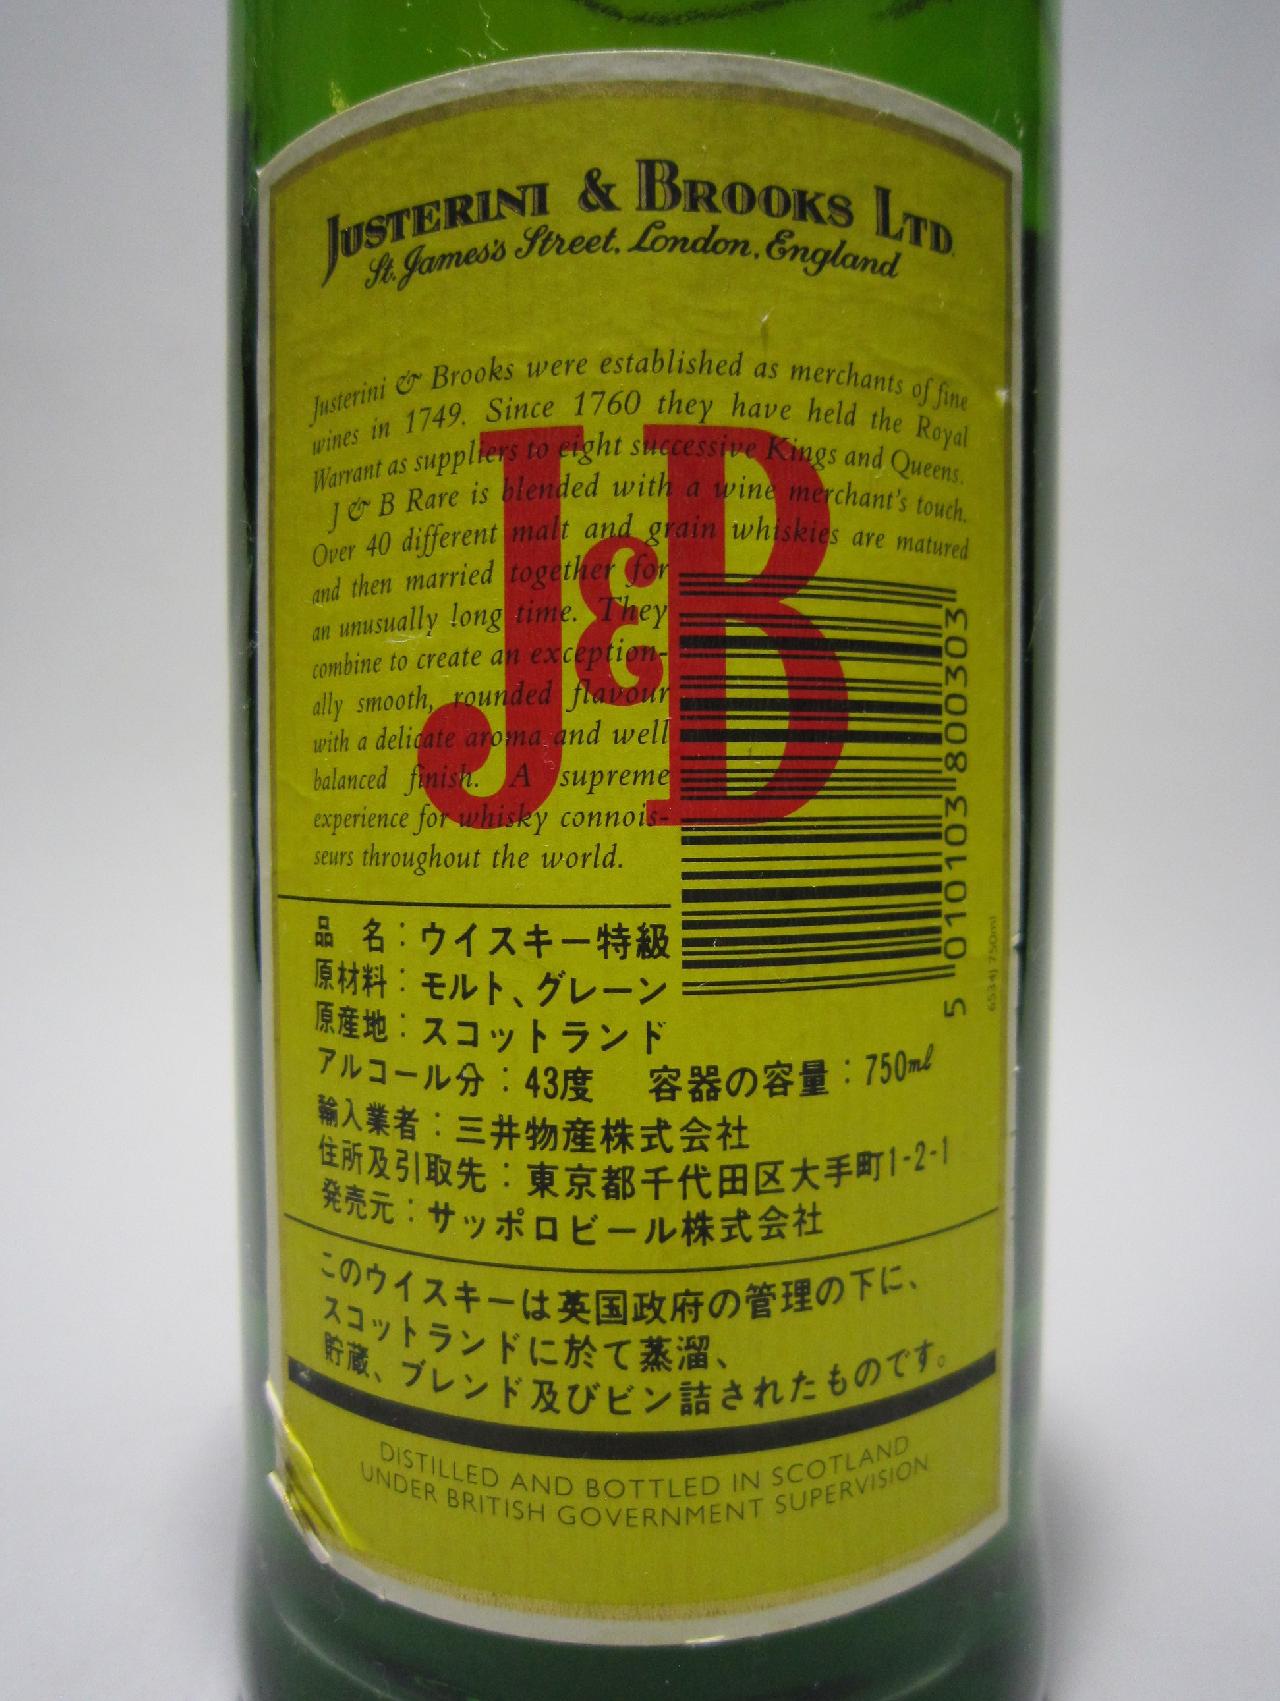 JUSTERINI & BROOKS LTD.
St. James's Street, London, England
Justerini & Brooks were established as merchants of fine
wines in 1749. Since 1760 they have held the Royal
Warrant as suppliers to eight successive Kings and Queens.
J & B Rare is blended with a wine merchant's touch.
Over 40 different malt and grain whiskies are matured
and then married together for
an unusually long time. They
combine to create an exception-
ally smooth, rounded flavour
with a delicate aroma and well
balanced finish. A supreme
experience for whisky connois-
seurs throughout the world.
J&B
5 010103 800303
6534J 750ml
品 名:ウイスキー特級
原材料:モルト、グレーン
原産地:スコットランド
アルコール分:43度 容器の容量:750ml
輸入業者:三井物産株式会社
住所及引取先:東京都千代田区大手町1-2-1
発売元:サッポロビール株式会社
このウイスキーは英国政府の管理の下に、
スコットランドに於て蒸溜、
貯蔵、ブレンド及びビン詰されたものです。
DISTILLED AND BOTTLED IN SCOTLAND
UNDER BRITISH GOVERNMENT SUPERVISION